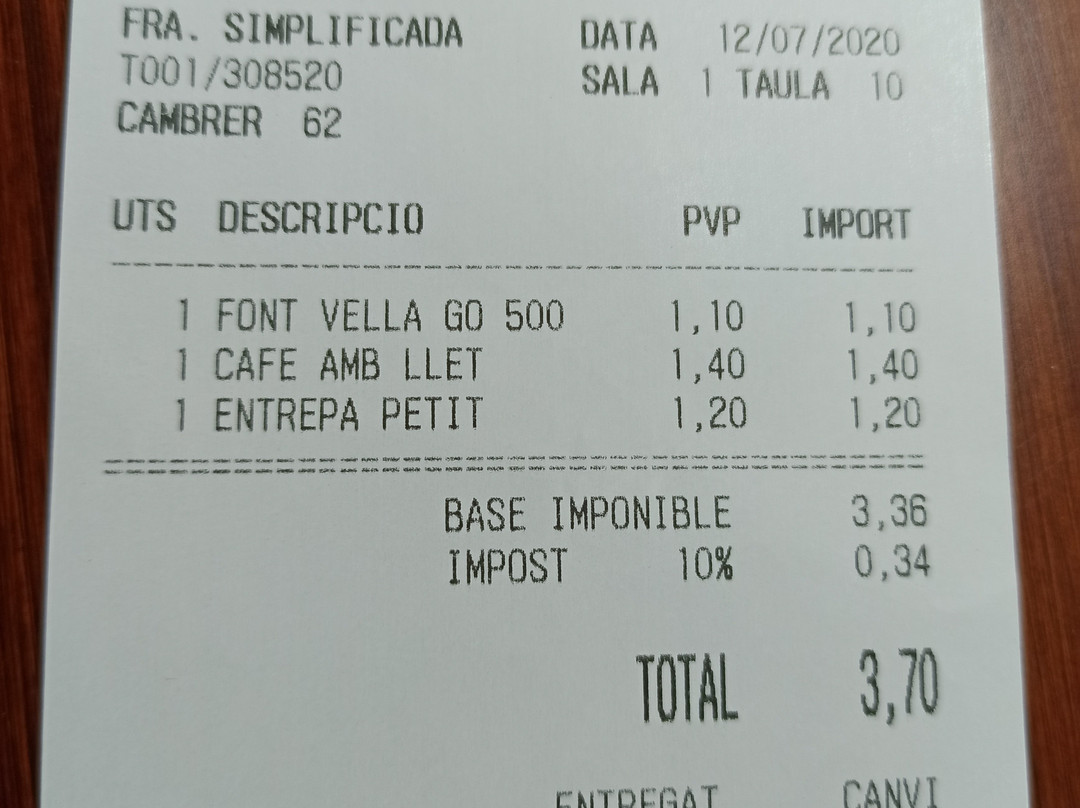 FRA. SIMPLIFICADA DATA 12/07/2020
T001/308520 SALA 1 TAULA 10
CAMBRER 62
UTS DESCRIPCIO PVP IMPORT
1 FONT VELLA GO 500 1,10 1,10
1 CAFE AMB LLET 1,40 1,40
1 ENTREPA PETIT 1,20 1,20
BASE IMPONIBLE 3,36
IMPOST 10% 0,34
TOTAL 3,70
ENTREGAT CANVI